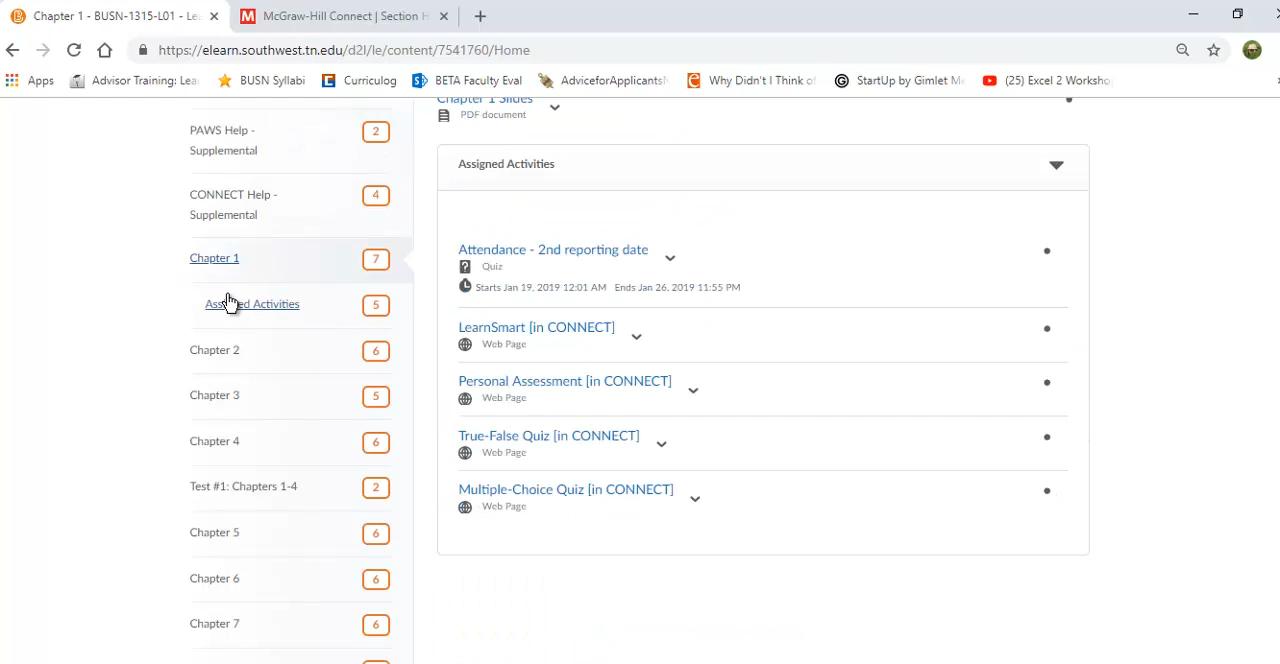 Chapter 1 - BUSN-1315-L01 - Le
McGraw-Hill Connect | Section H
https://elearn.southwest.tn.edu/d2l/le/content/7541760/Home
Apps
Advisor Training: Lea
BUSN Syllabi
Curriculog
BETA Faculty Eval
AdviceforApplicants
Why Didn't I Think of
StartUp by Gimlet Me
(25) Excel 2 Worksho
Chapter 1 Slides
PDF document
PAWS Help -
Supplemental
2
CONNECT Help -
Supplemental
4
Chapter 1
7
Assigned Activities
5
Chapter 2
6
Chapter 3
5
Chapter 4
6
Test #1: Chapters 1-4
2
Chapter 5
6
Chapter 6
6
Chapter 7
6
Assigned Activities
Attendance - 2nd reporting date
Quiz
Starts Jan 19, 2019 12:01 AM Ends Jan 26, 2019 11:55 PM
LearnSmart [in CONNECT]
Web Page
Personal Assessment [in CONNECT]
Web Page
True-False Quiz [in CONNECT]
Web Page
Multiple-Choice Quiz [in CONNECT]
Web Page